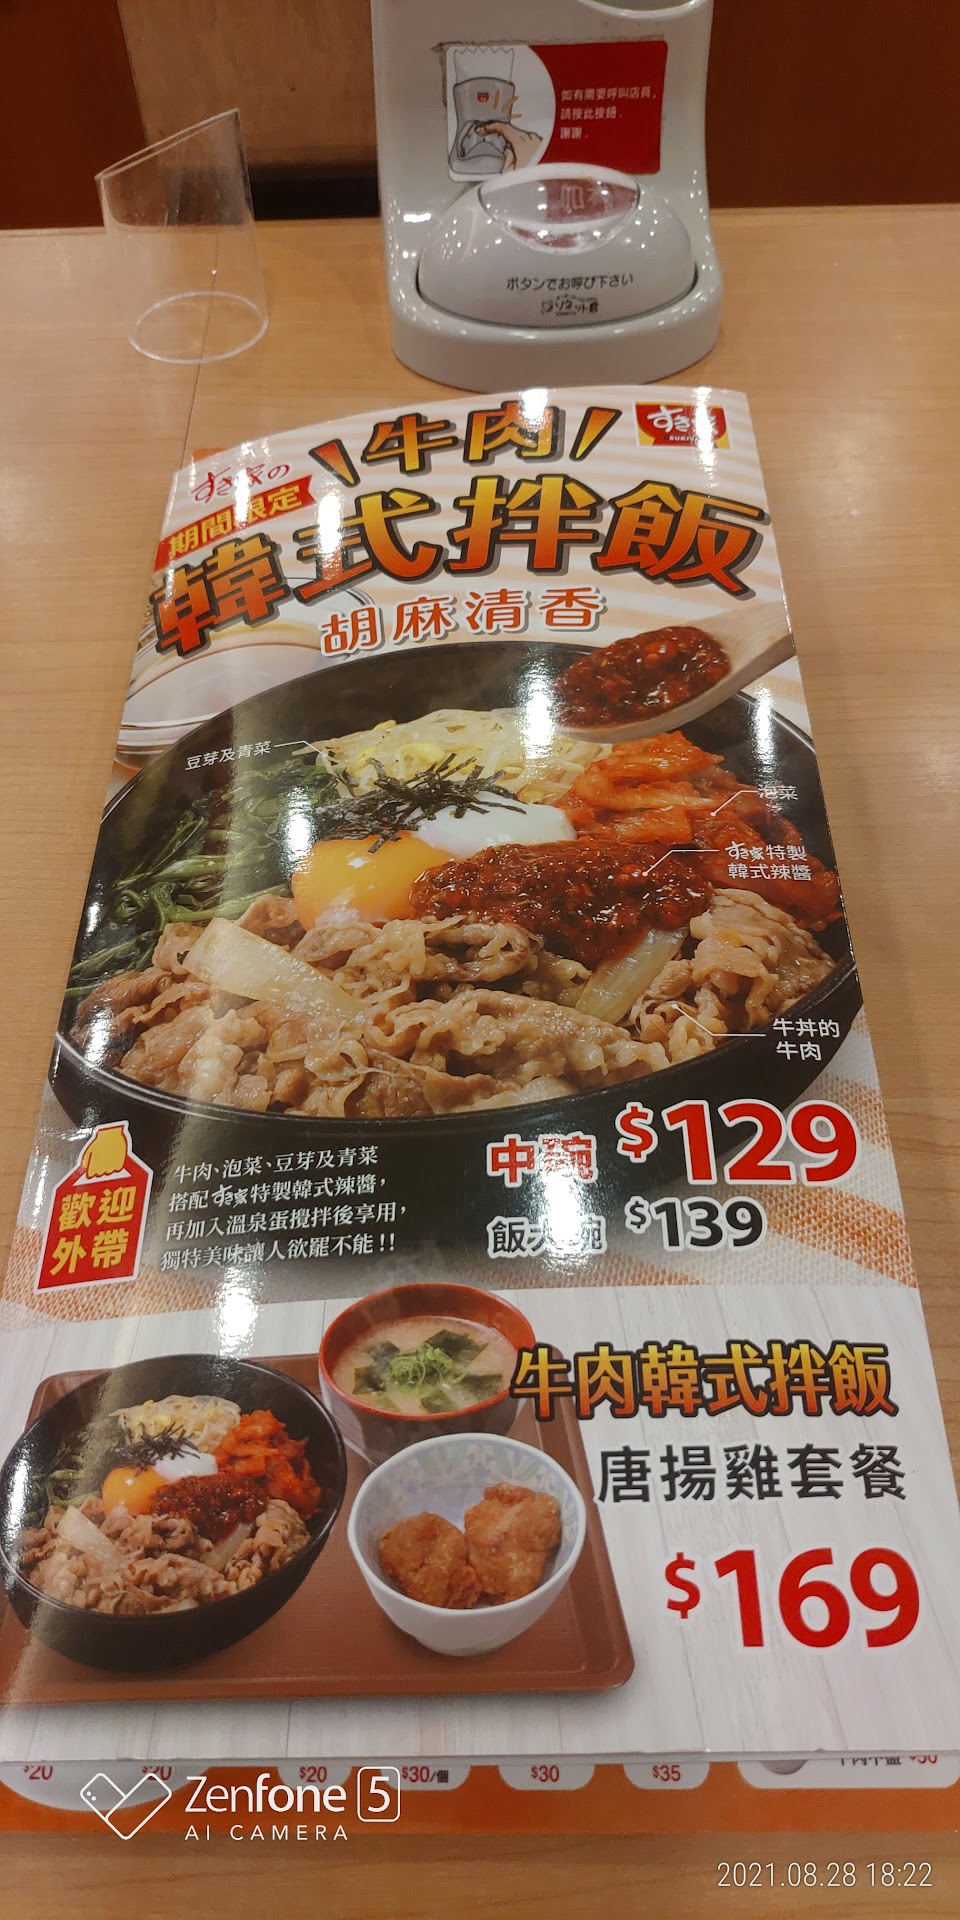 如有需要呼叫店員，
請按此按鈕，
謝謝。
ボタンでお呼び下さい
すき家の
期間限定
牛肉
すき家
SUKIYA
韓式拌飯
胡麻清香
豆芽及青菜
泡菜
すき家特製
韓式辣醬
牛丼的
牛肉
歡迎
外帶
牛肉、泡菜、豆芽及青菜
搭配すき家特製韓式辣醬，
再加入溫泉蛋攪拌後享用，
獨特美味讓人欲罷不能!!
中碗 $129
飯大碗 $139
牛肉韓式拌飯
唐揚雞套餐
$169
$20 $20 $20 $30/個 $30 $35
Zenfone 5
AI CAMERA
2021.08.28 18:22